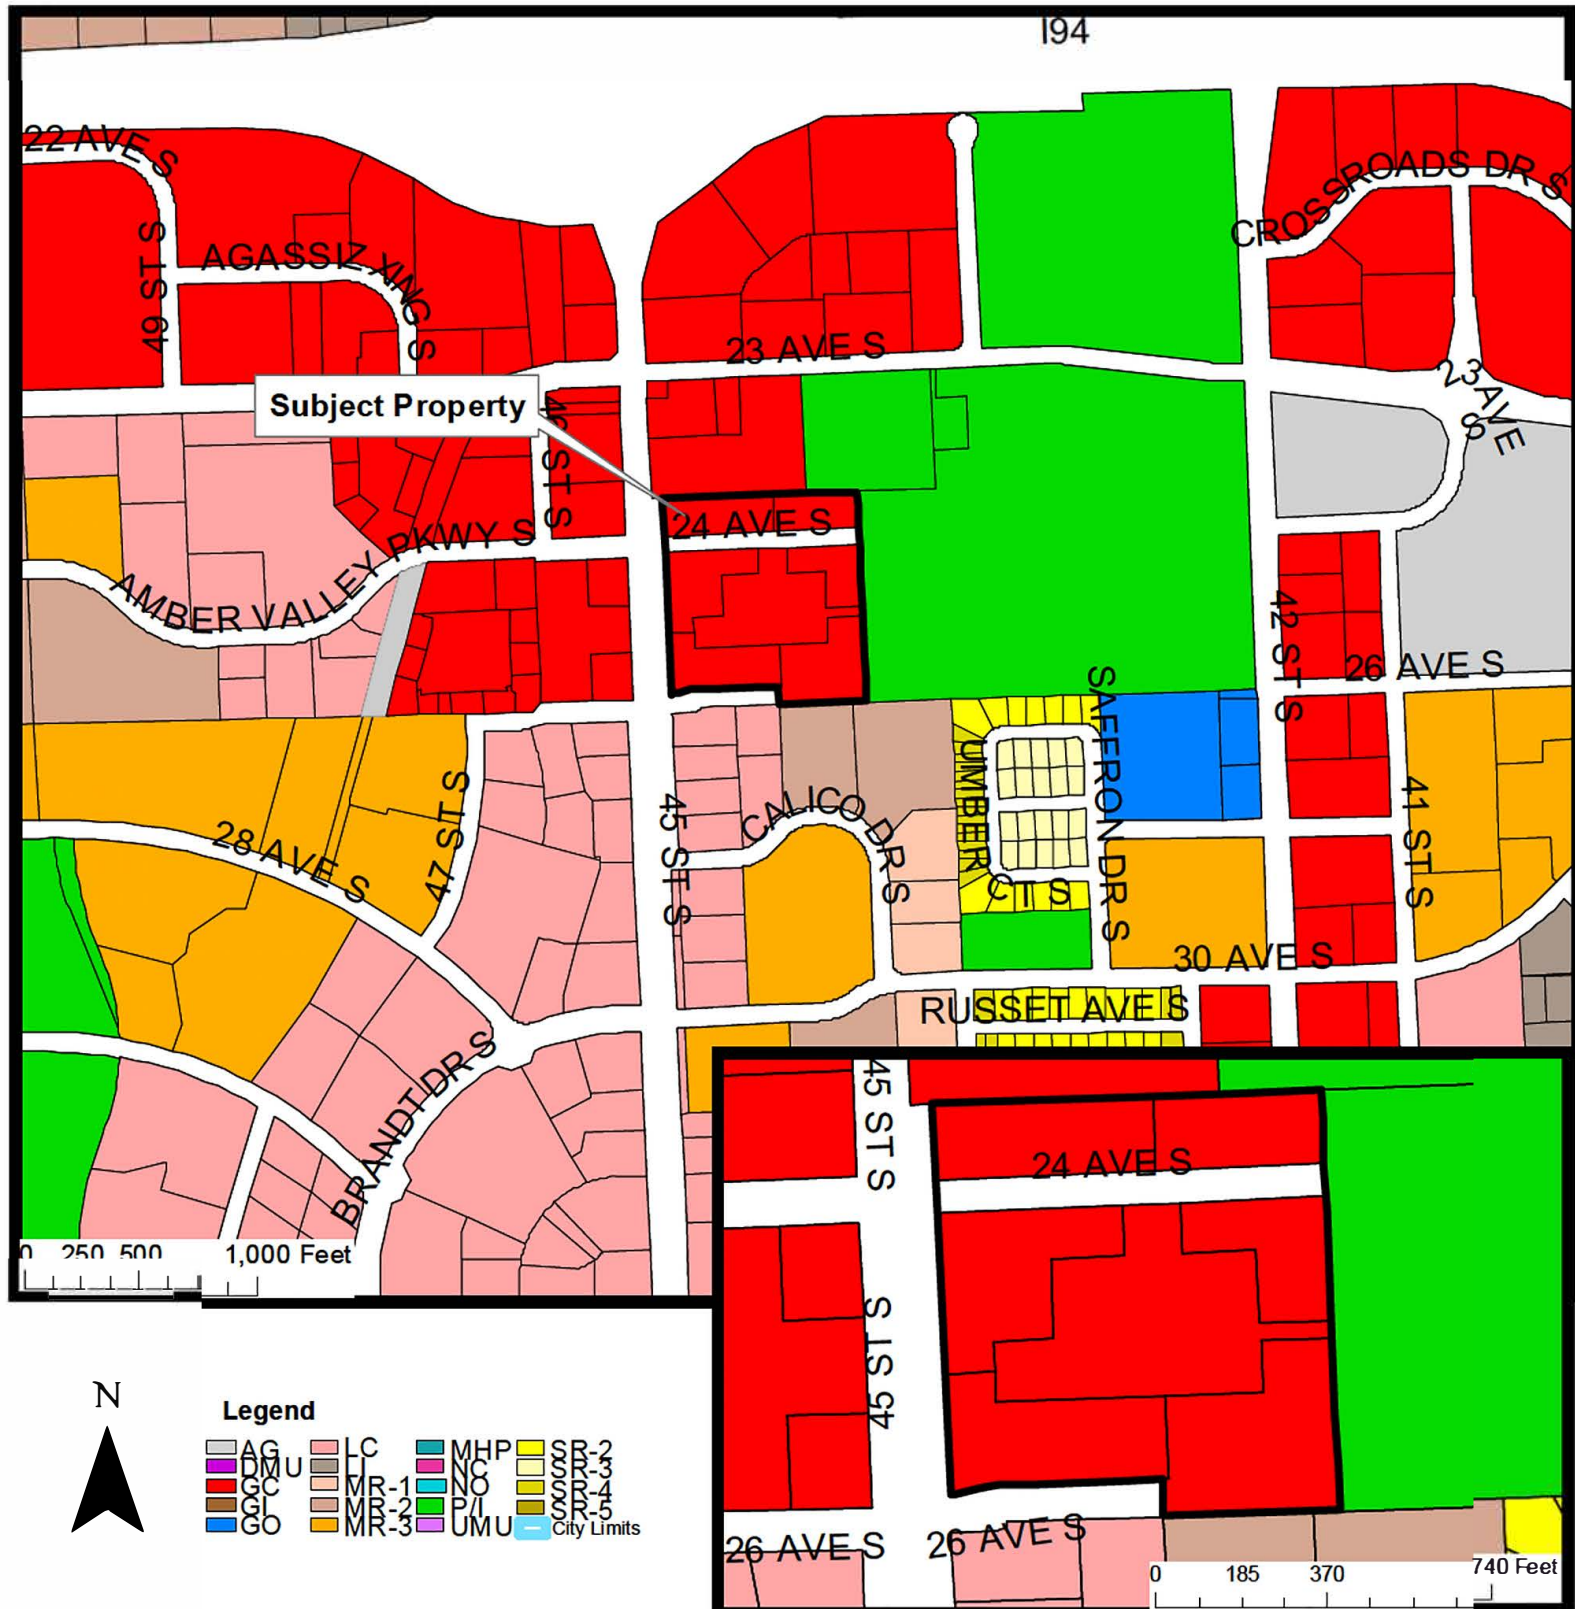 I94
22 AVE S
CROSSROADS DR S
49 ST S
AGASSIZ XING S
23 AVE S
23 AVE S
Subject Property
46 ST S
24 AVE S
AMBER VALLEY PKWY S
42 ST S
26 AVE S
SAFFRON DR S
UMBER CT S
47 ST S
45 ST S
CALICO DR S
41 ST S
28 AVE S
30 AVE S
RUSSET AVE S
BRANDT DR S
0 250 500 1,000 Feet
45 ST S
24 AVE S
45 ST S
26 AVE S
26 AVE S
0 185 370 740 Feet
N
Legend
AG
DMU
GC
GI
GO
LC
LI
MR-1
MR-2
MR-3
MHP
NC
NO
P/I
UMU
SR-2
SR-3
SR-4
SR-5
City Limits